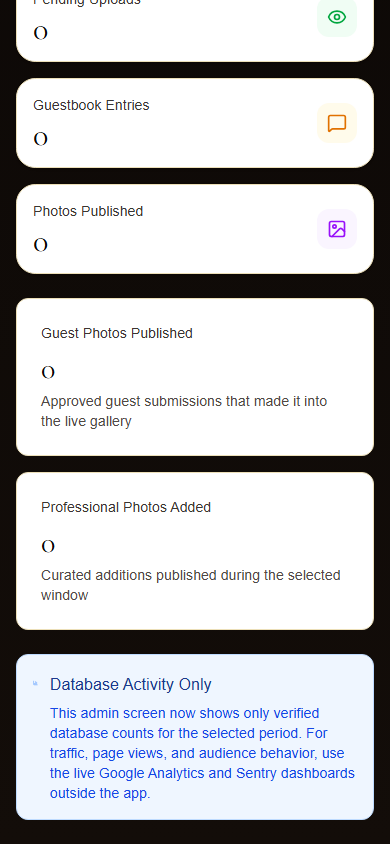 Pending Uploads
0
Guestbook Entries
0
Photos Published
0
Guest Photos Published
0
Approved guest submissions that made it into
the live gallery
Professional Photos Added
0
Curated additions published during the selected
window
Database Activity Only
This admin screen now shows only verified
database counts for the selected period. For
traffic, page views, and audience behavior, use
the live Google Analytics and Sentry dashboards
outside the app.